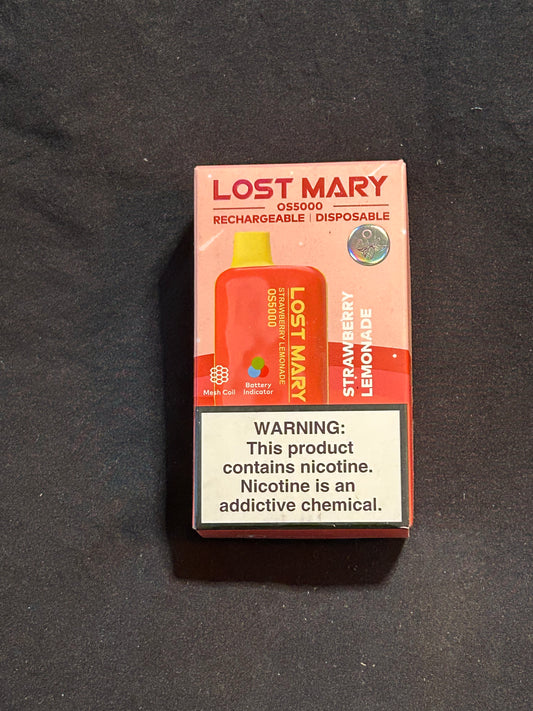 LOST MARY
OS5000
RECHARGEABLE | DISPOSABLE
LOST MARY
STRAWBERRY LEMONADE
OS5000
STRAWBERRY
LEMONADE
Mesh Coil
Battery
Indicator
WARNING:
This product
contains nicotine.
Nicotine is an
addictive chemical.